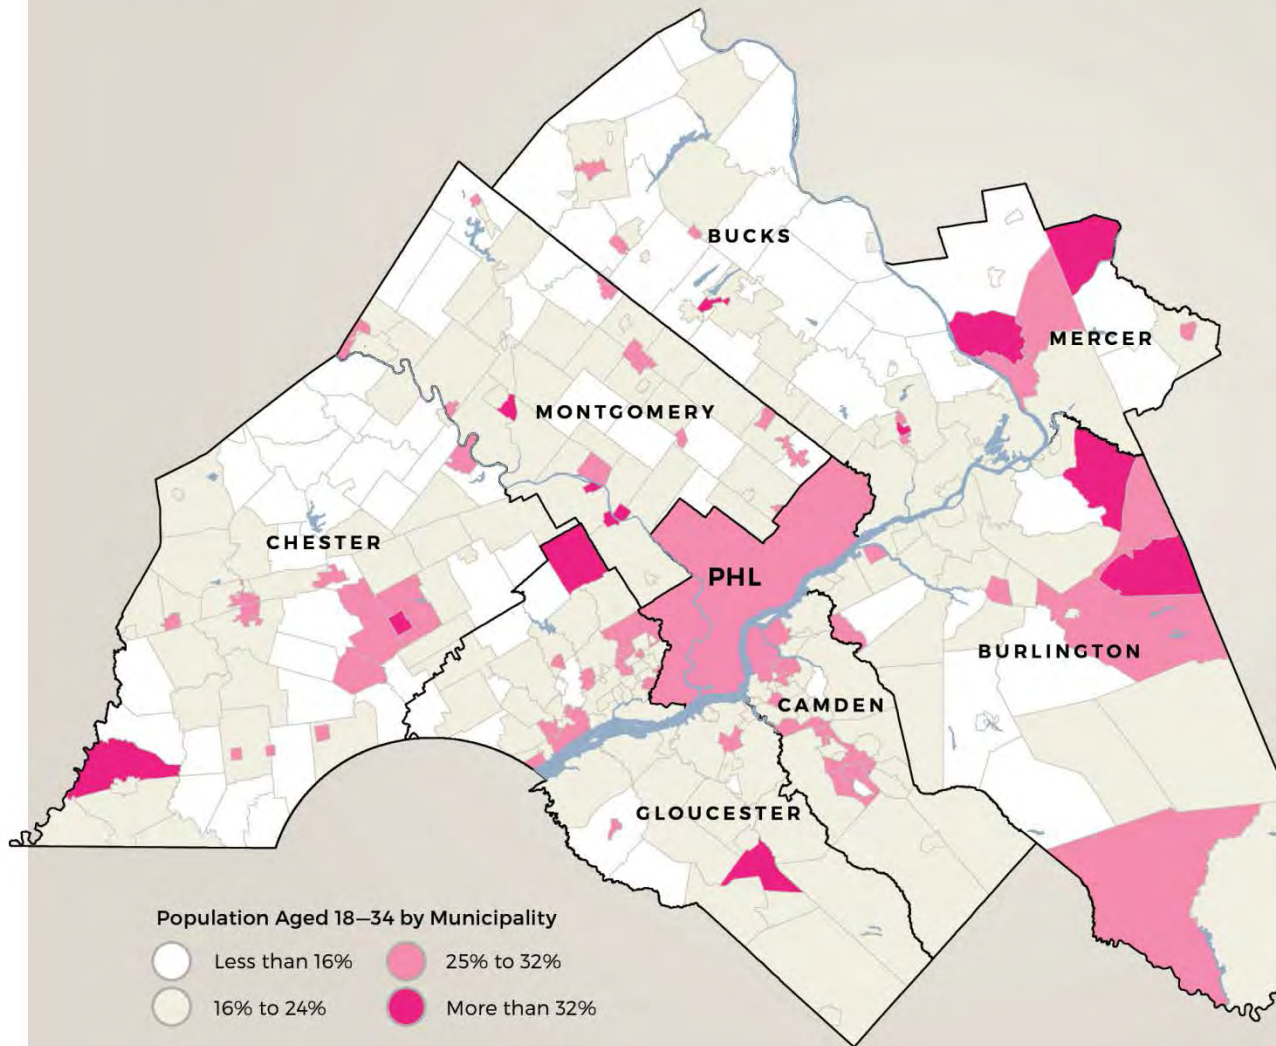 BUCKS
MERCER
MONTGOMERY
CHESTER
PHL
BURLINGTON
CAMDEN
GLOUCESTER
Population Aged 18—34 by Municipality
Less than 16%
25% to 32%
16% to 24%
More than 32%